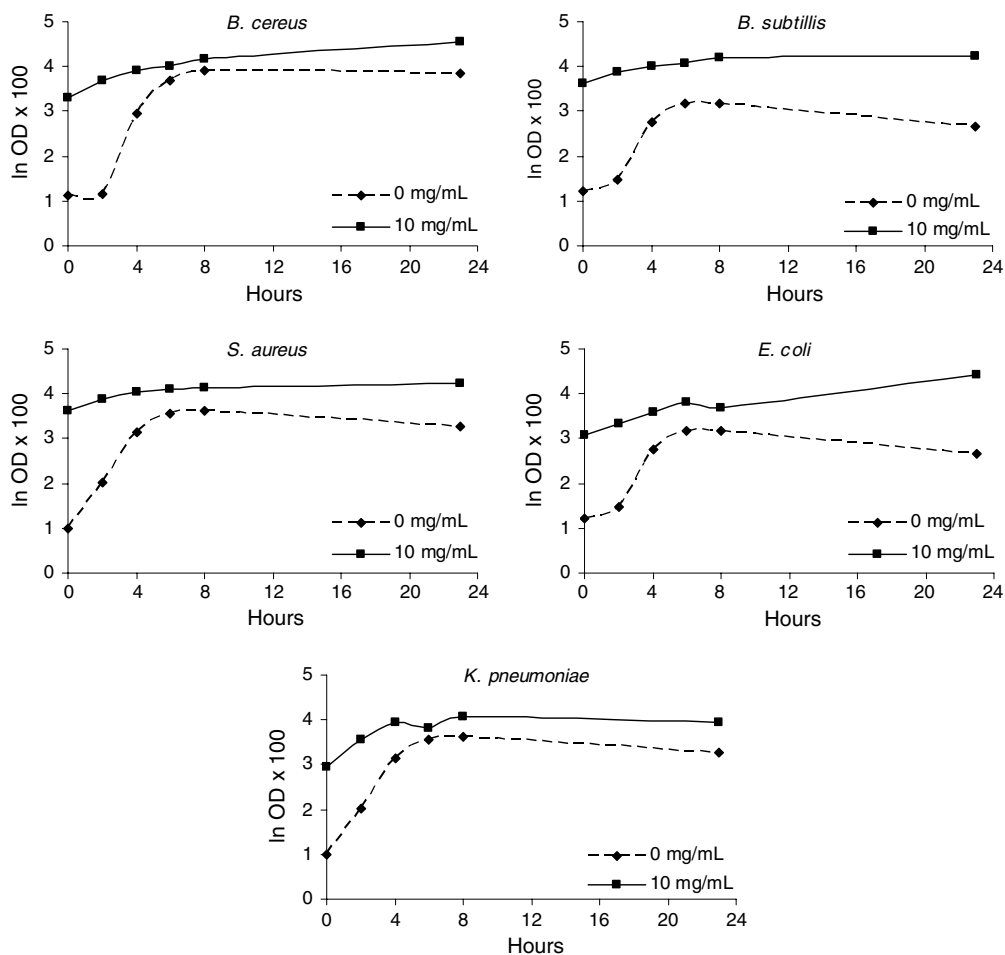 B. cereus
5
4
3
2
1
0
ln OD x 100
0 4 8 12 16 20 24
Hours
0 mg/mL
10 mg/mL
B. subtillis
5
4
3
2
1
0
ln OD x 100
0 4 8 12 16 20 24
Hours
0 mg/mL
10 mg/mL
S. aureus
5
4
3
2
1
0
ln OD x 100
0 4 8 12 16 20 24
Hours
0 mg/mL
10 mg/mL
E. coli
5
4
3
2
1
0
ln OD x 100
0 4 8 12 16 20 24
Hours
0 mg/mL
10 mg/mL
K. pneumoniae
5
4
3
2
1
0
ln OD x 100
0 4 8 12 16 20 24
Hours
0 mg/mL
10 mg/mL